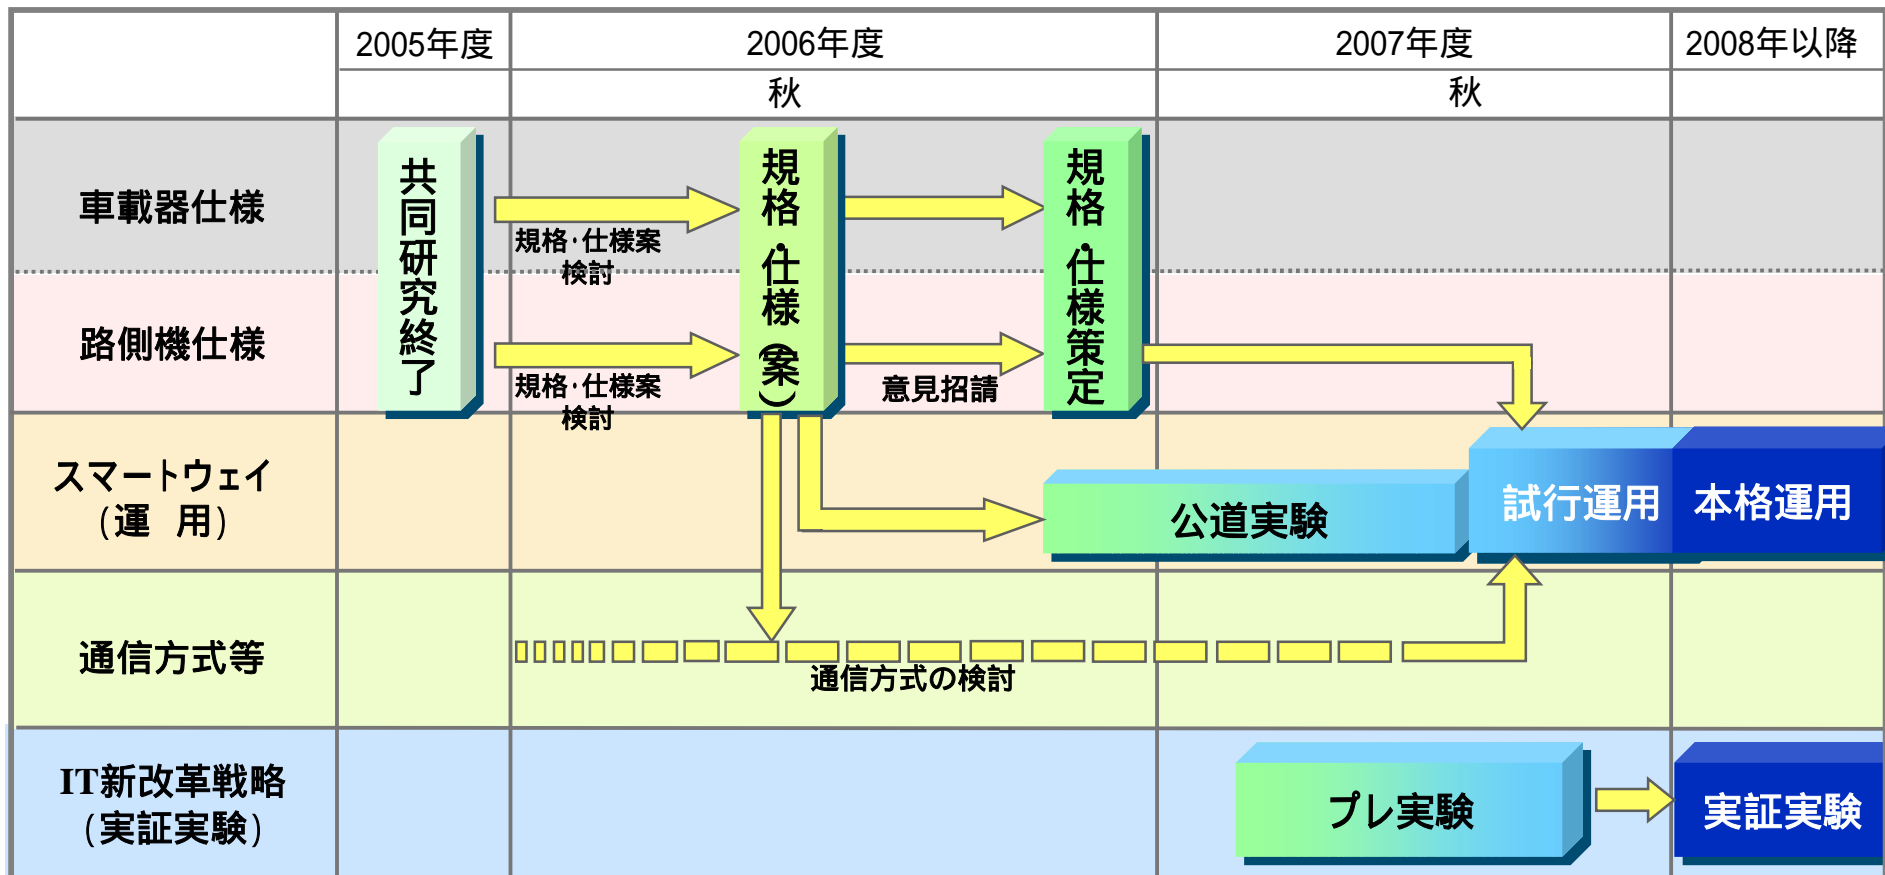 2005年度
2006年度
2007年度
2008年以降
秋
秋
車載器仕様
共同研究終了
規格・仕様案
検討
規格・仕様（案）
規格・仕様策定
路側機仕様
規格・仕様案
検討
意見招請
スマートウェイ
(運 用)
公道実験
試行運用
本格運用
通信方式等
通信方式の検討
IT新改革戦略
(実証実験)
プレ実験
実証実験